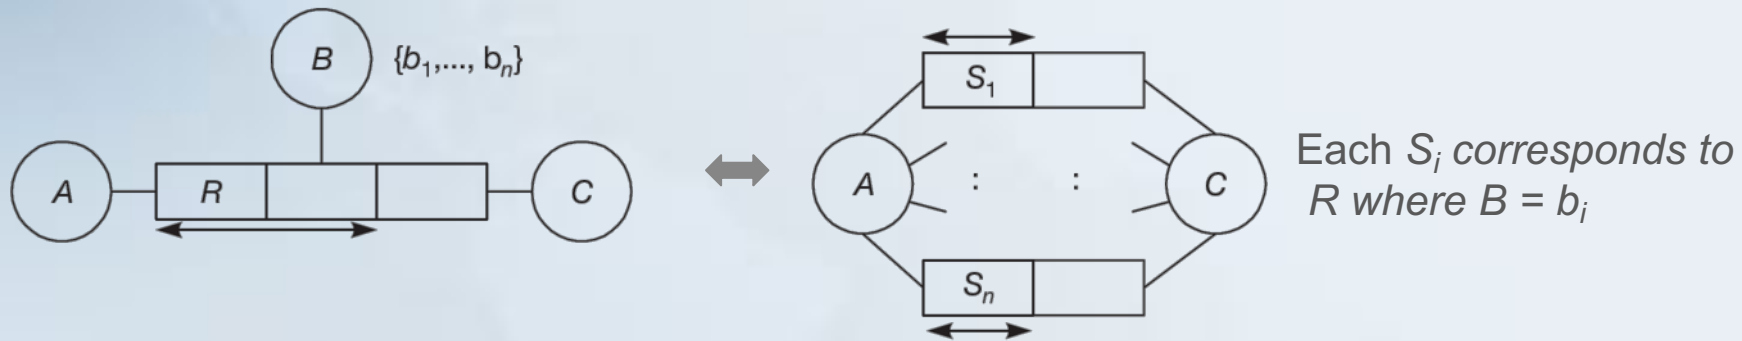 B {b₁,..., bₙ}
A R C
S₁
A : : C
Sₙ
Each Sᵢ corresponds to
R where B = bᵢ